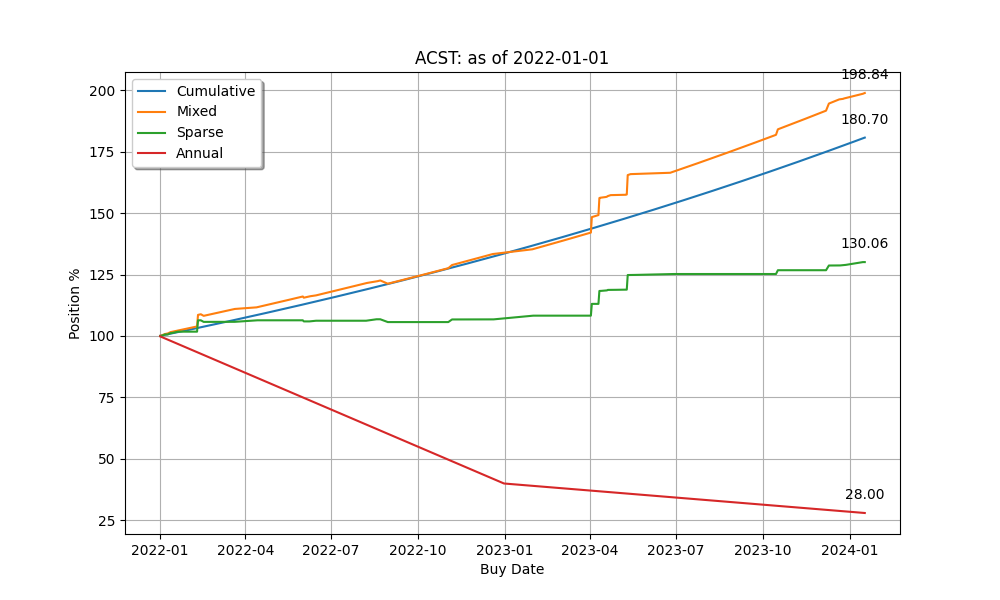 ACST: as of 2022-01-01
198.84
180.70
130.06
28.00
Cumulative
Mixed
Sparse
Annual
Position %
200
175
150
125
100
75
50
25
2022-01 2022-04 2022-07 2022-10 2023-01 2023-04 2023-07 2023-10 2024-01
Buy Date